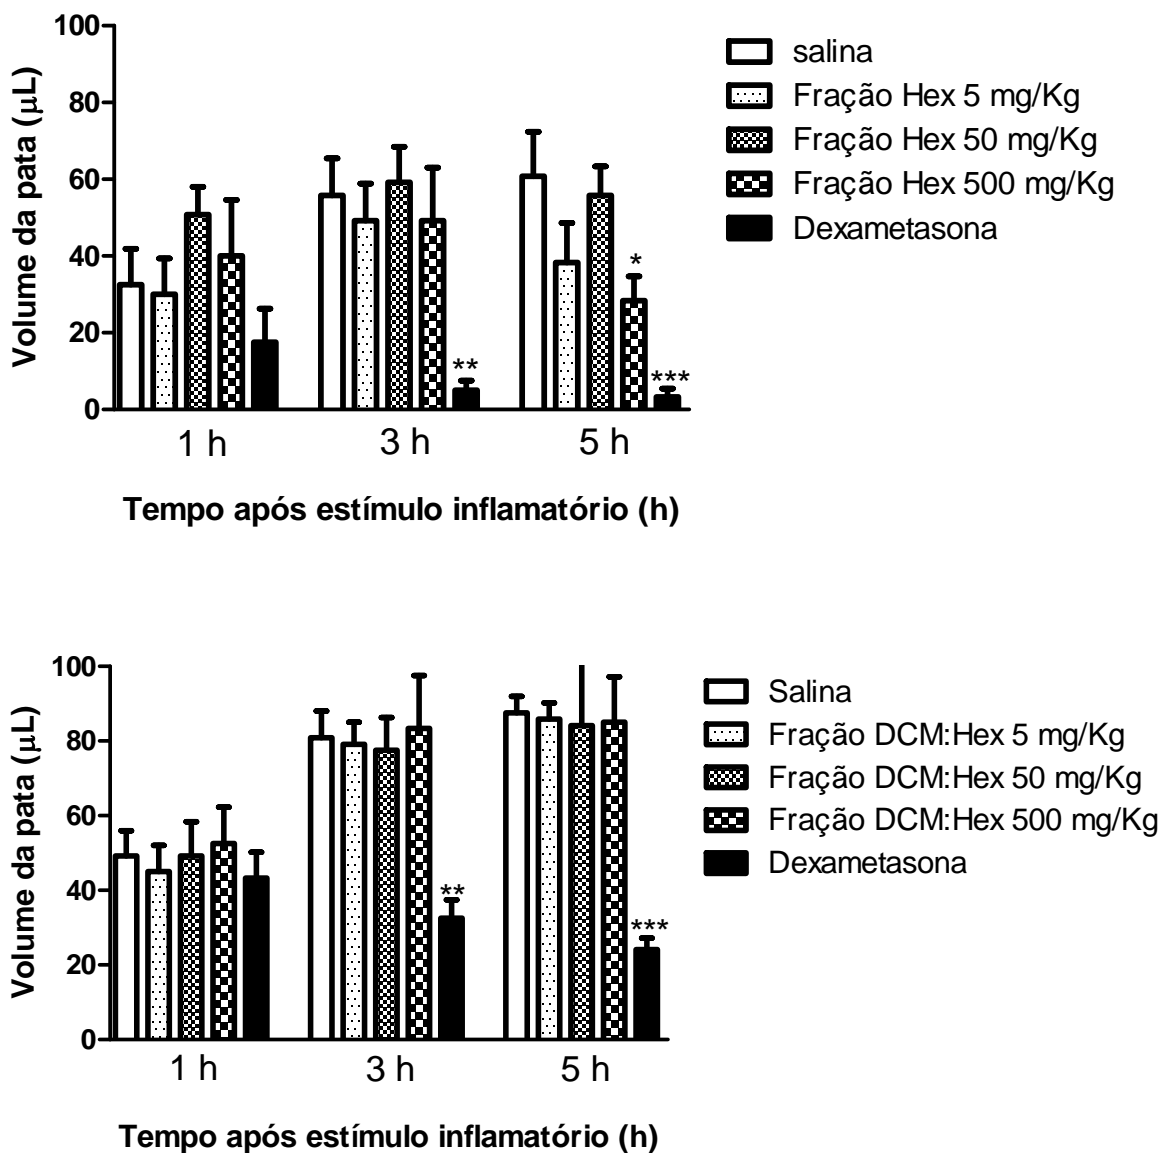 100
80
60
40
20
0
Volume da pata (µL)
*
**
***
1 h 3 h 5 h
Tempo após estímulo inflamatório (h)
salina
Fração Hex 5 mg/Kg
Fração Hex 50 mg/Kg
Fração Hex 500 mg/Kg
Dexametasona
100
80
60
40
20
0
Volume da pata (µL)
**
***
1 h 3 h 5 h
Tempo após estímulo inflamatório (h)
Salina
Fração DCM:Hex 5 mg/Kg
Fração DCM:Hex 50 mg/Kg
Fração DCM:Hex 500 mg/Kg
Dexametasona